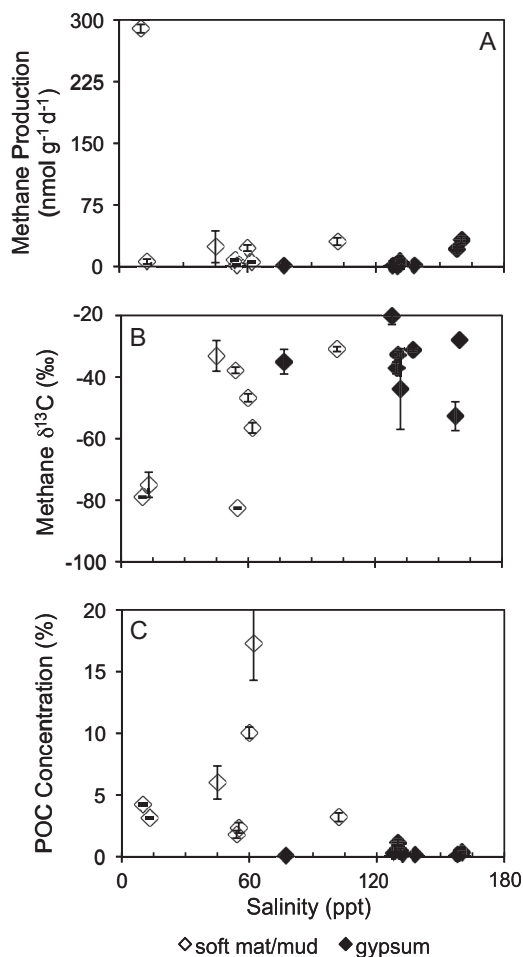 300
A
225
150
75
0
Methane Production
(nmol g⁻¹ d⁻¹)
-20
B
-40
-60
-80
-100
Methane δ¹³C (‰)
20
C
15
10
5
0
POC Concentration (%)
0 60 120 180
Salinity (ppt)
◇ soft mat/mud ◆ gypsum